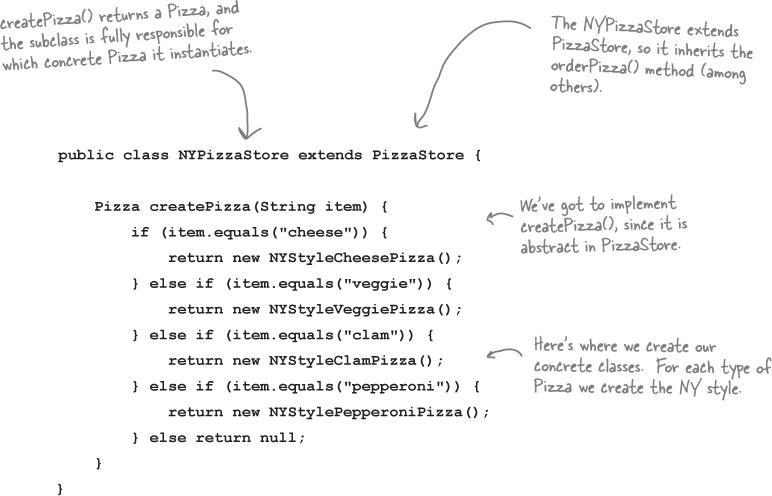 createPizza() returns a Pizza, and
the subclass is fully responsible for
which concrete Pizza it instantiates.
The NYPizzaStore extends
PizzaStore, so it inherits the
orderPizza() method (among
others).
public class NYPizzaStore extends PizzaStore {
Pizza createPizza(String item) {
if (item.equals("cheese")) {
return new NYStyleCheesePizza();
} else if (item.equals("veggie")) {
return new NYStyleVeggiePizza();
} else if (item.equals("clam")) {
return new NYStyleClamPizza();
} else if (item.equals("pepperoni")) {
return new NYStylePepperoniPizza();
} else return null;
}
}
We've got to implement
createPizza(), since it is
abstract in PizzaStore.
Here's where we create our
concrete classes. For each type of
Pizza we create the NY style.